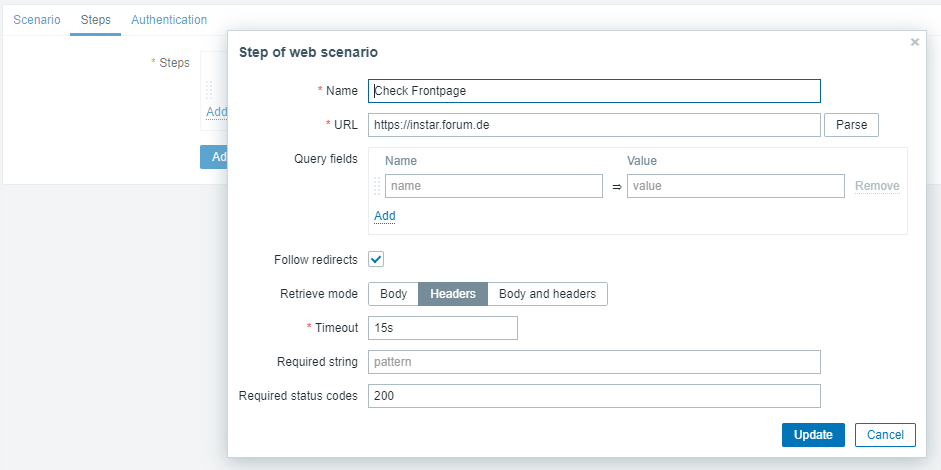 Scenario Steps Authentication
* Steps
Add
Ad
Step of web scenario
×
* Name Check Frontpage
* URL https://instar.forum.de Parse
Query fields Name Value
name ⇒ value Remove
Add
Follow redirects
Retrieve mode Body Headers Body and headers
* Timeout 15s
Required string pattern
Required status codes 200
Update Cancel